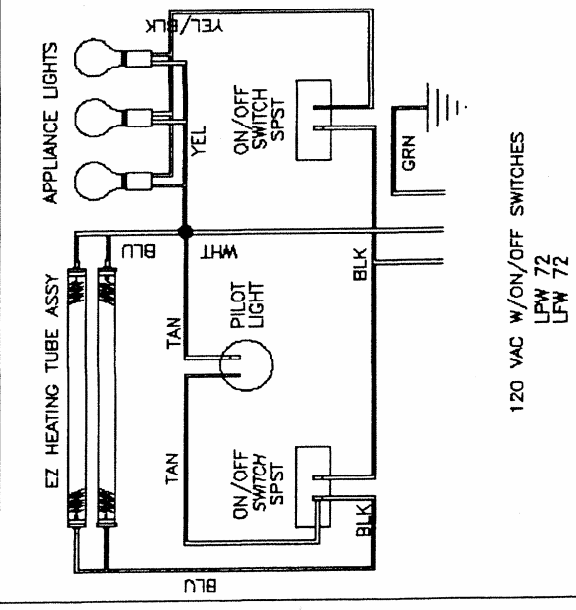 APPLIANCE LIGHTS
YEL/BLK
YEL
ON/OFF
SWITCH
SPST
GRN
BLU
WHT
BLK
EZ HEATING TUBE ASSY
TAN
PILOT
LIGHT
TAN
ON/OFF
SWITCH
SPST
BLK
BLU
120 VAC W/ON/OFF SWITCHES
LPW 72
LFW 72